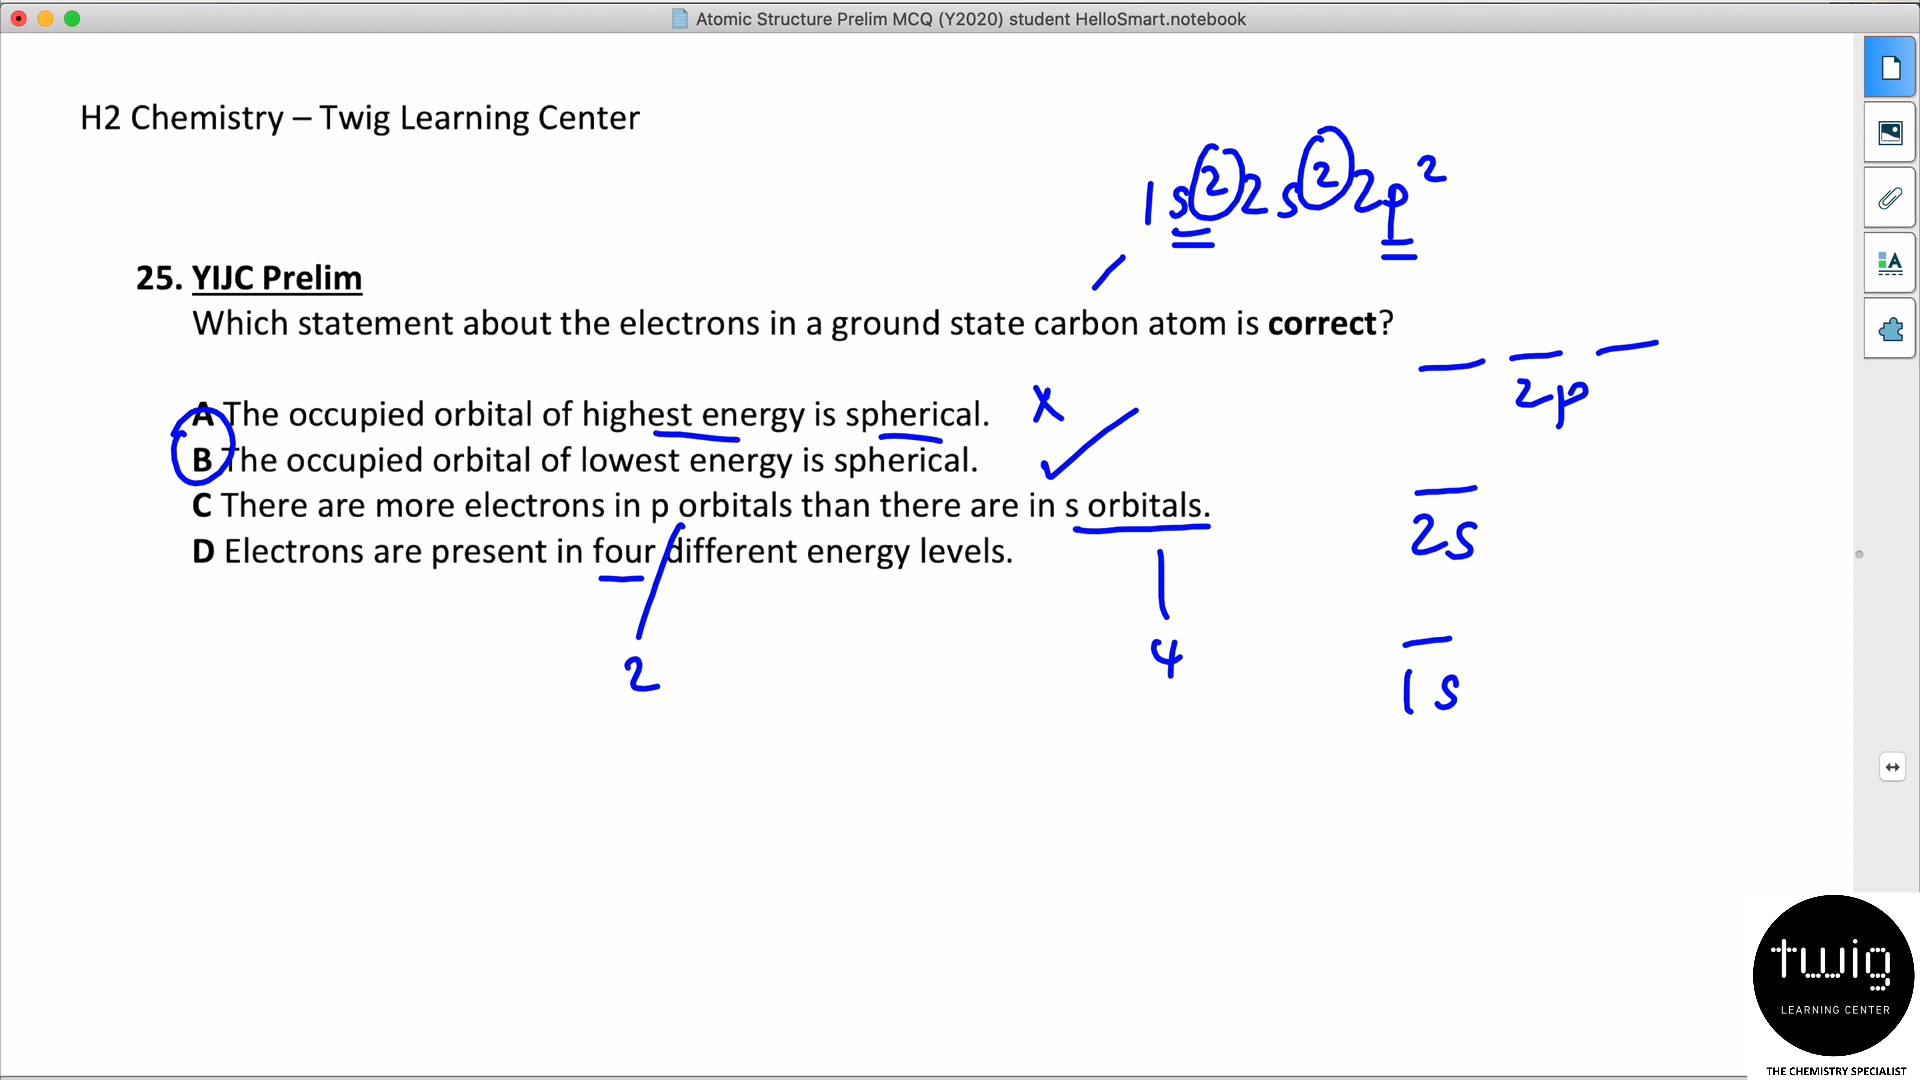 Atomic Structure Prelim MCQ (Y2020) student HelloSmart.notebook
H2 Chemistry – Twig Learning Center
1s²2s²2p²
25. YIJC Prelim
Which statement about the electrons in a ground state carbon atom is correct?
A The occupied orbital of highest energy is spherical. x
B The occupied orbital of lowest energy is spherical. ✓
C There are more electrons in p orbitals than there are in s orbitals.
D Electrons are present in four different energy levels.
2p
2s
2
4
1s
A
twig
LEARNING CENTER
THE CHEMISTRY SPECIALIST